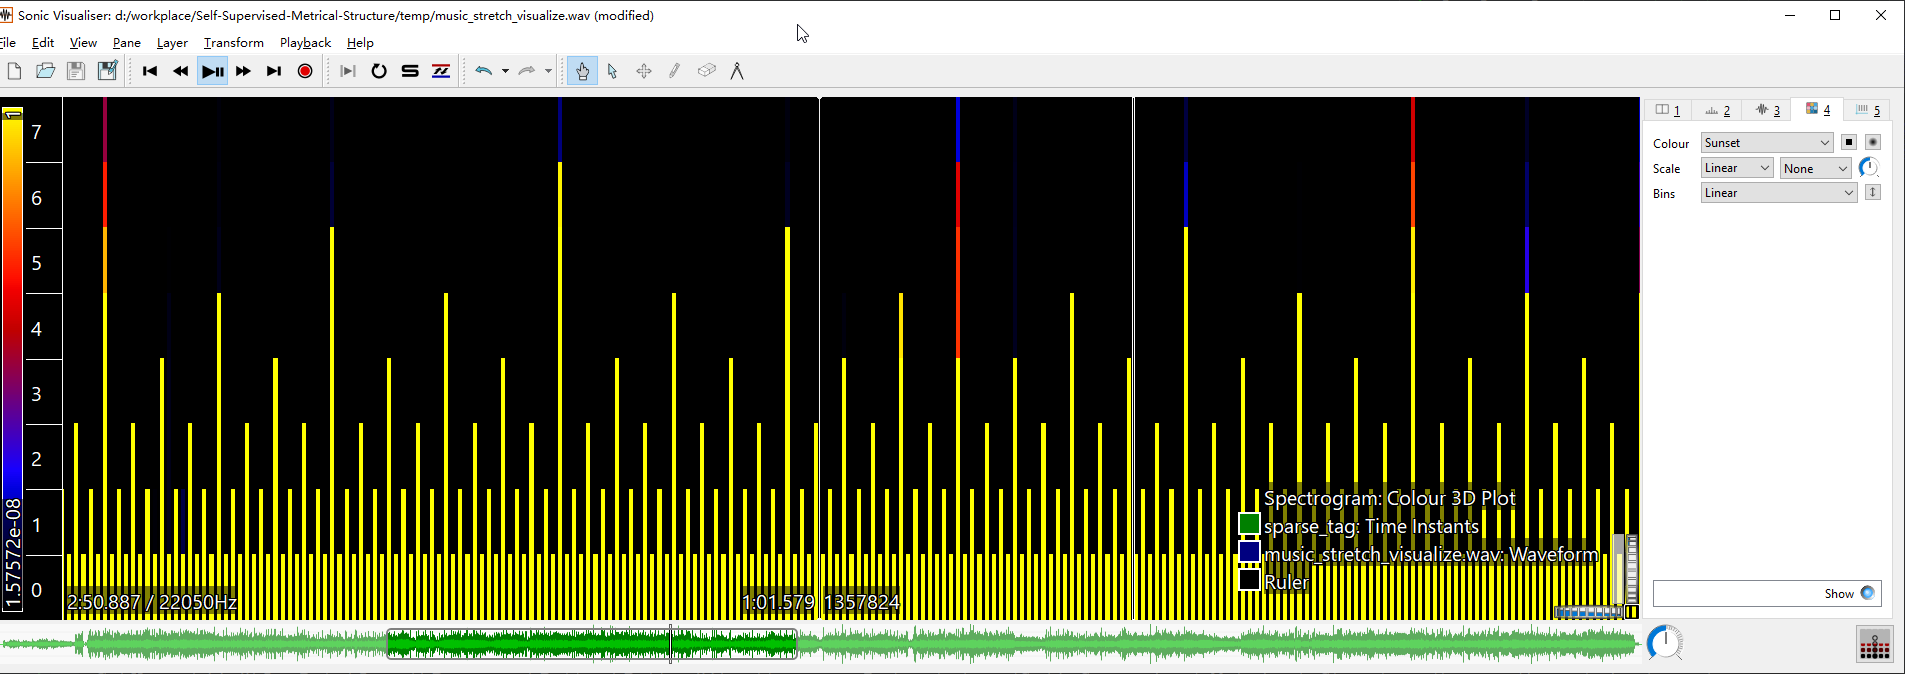 Sonic Visualiser: d:/workplace/Self-Supervised-Metrical-Structure/temp/music_stretch_visualize.wav (modified)
File Edit View Pane Layer Transform Playback Help
1 2 3 4 5
Colour Sunset
Scale Linear None
Bins Linear
1
7
6
5
4
3
2
1
0
1.57572e-08
Spectrogram: Colour 3D Plot
sparse_tag: Time Instants
music_stretch_visualize.wav: Waveform
Ruler
2:50.887 / 22050Hz
1:01.579 1357824
Show